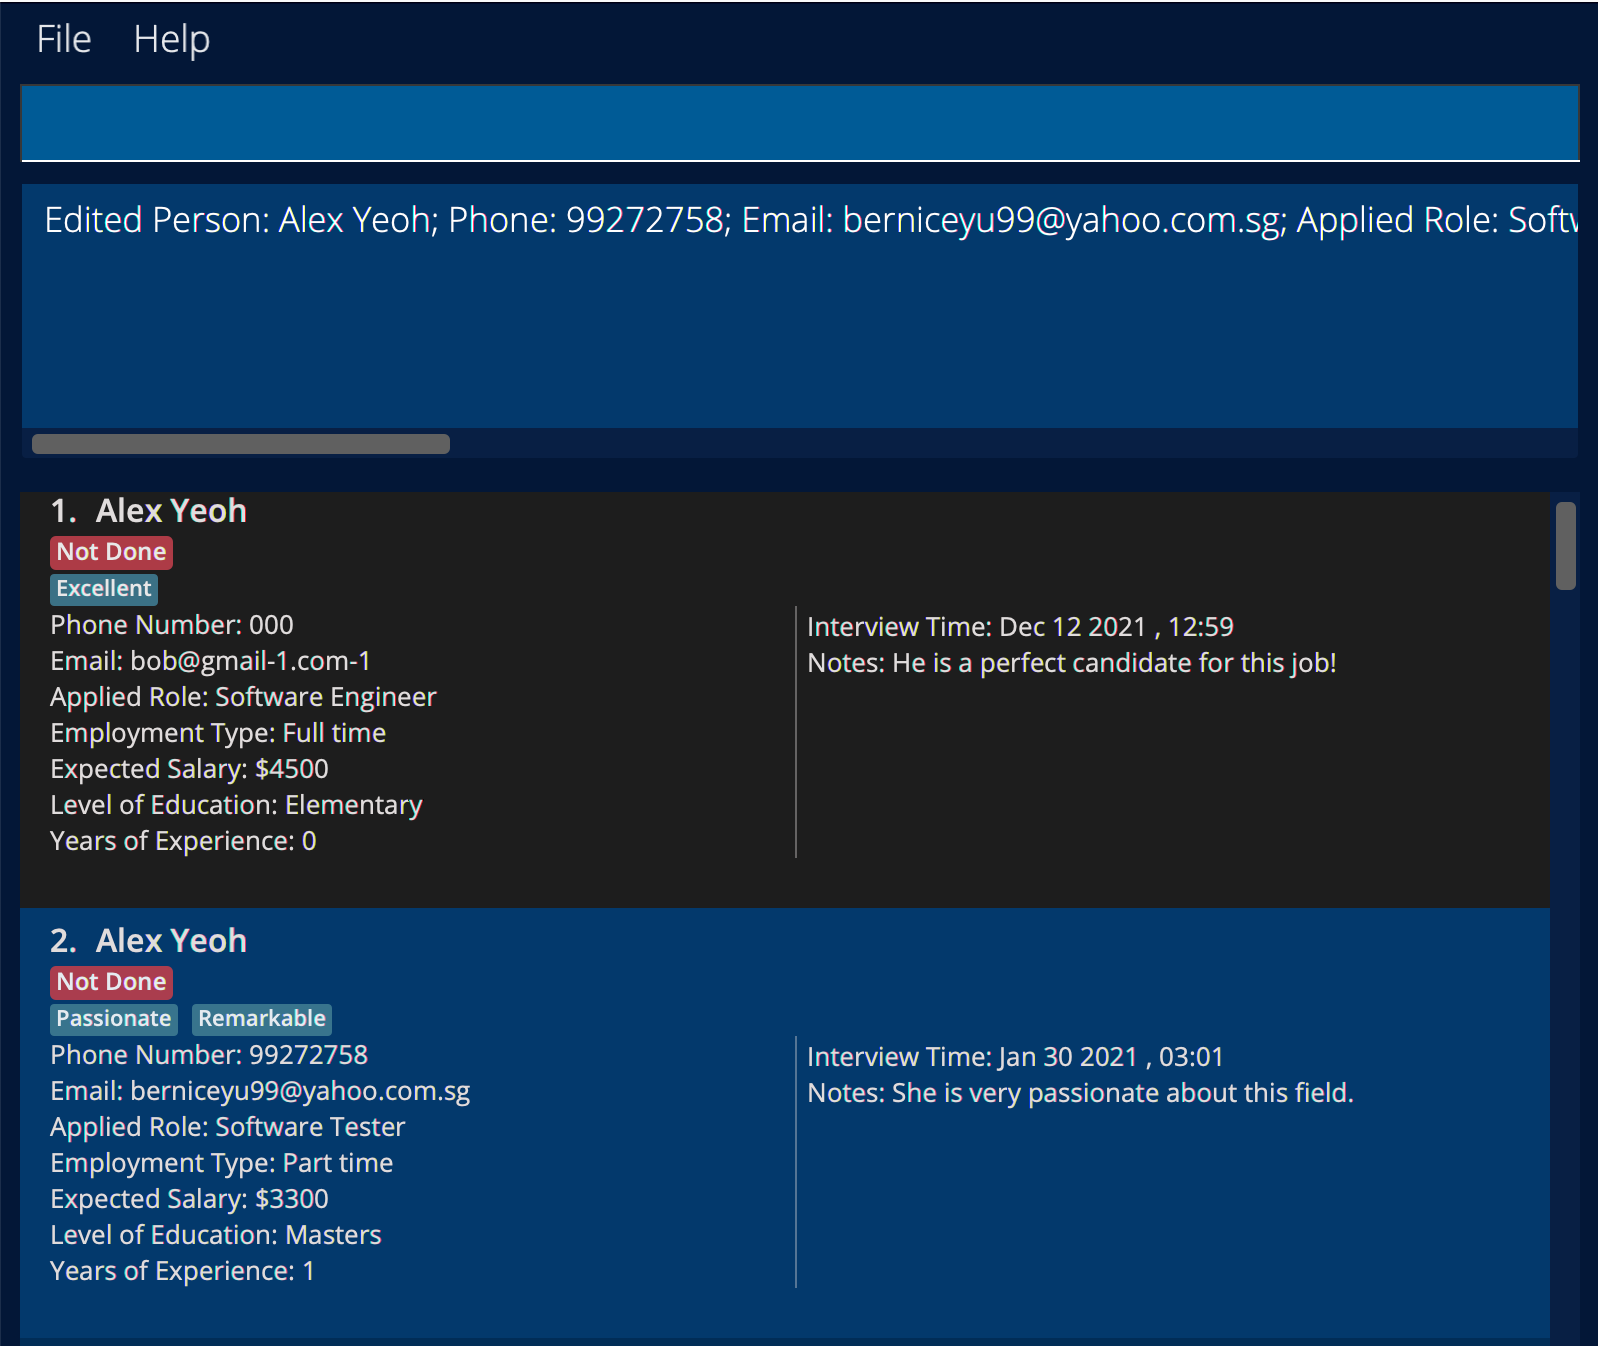 File Help
Edited Person: Alex Yeoh; Phone: 99272758; Email: berniceyu99@yahoo.com.sg; Applied Role:
1. Alex Yeoh
Not Done
Excellent
Phone Number: 000
Email: bob@gmail-1.com-1
Applied Role: Software Engineer
Employment Type: Full time
Expected Salary: $4500
Level of Education: Elementary
Years of Experience: 0
Interview Time: Dec 12 2021 , 12:59
Notes: He is a perfect candidate for this job!
2. Alex Yeoh
Not Done
Passionate Remarkable
Phone Number: 99272758
Email: berniceyu99@yahoo.com.sg
Applied Role: Software Tester
Employment Type: Part time
Expected Salary: $3300
Level of Education: Masters
Years of Experience: 1
Interview Time: Jan 30 2021 , 03:01
Notes: She is very passionate about this field.